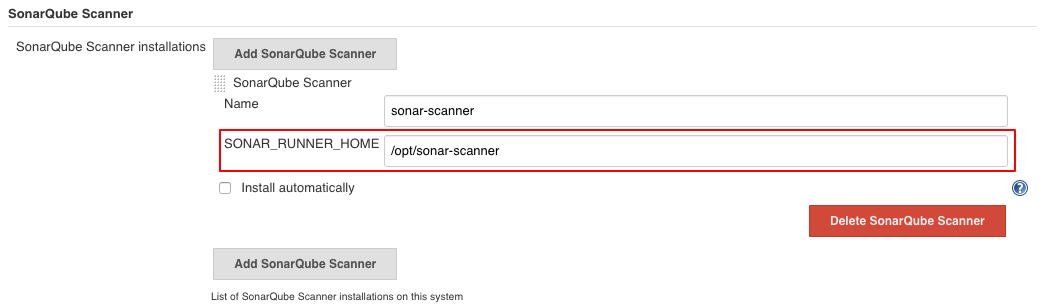 SonarQube Scanner
SonarQube Scanner installations
Add SonarQube Scanner
SonarQube Scanner
Name
sonar-scanner
SONAR_RUNNER_HOME
/opt/sonar-scanner
Install automatically
?
Delete SonarQube Scanner
Add SonarQube Scanner
List of SonarQube Scanner installations on this system